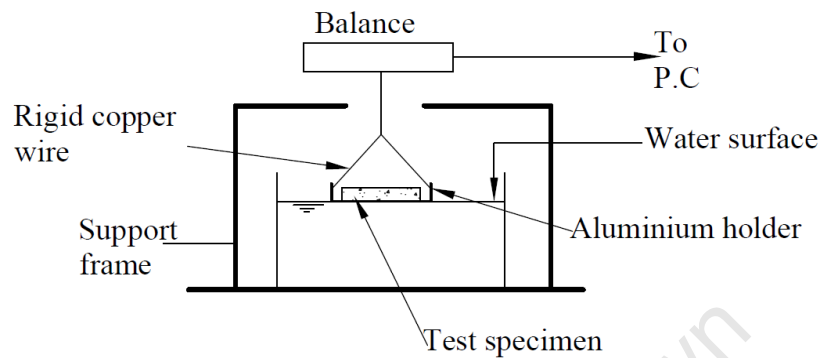 Balance
To
P.C
Rigid copper
wire
Water surface
Support
frame
Aluminium holder
Test specimen